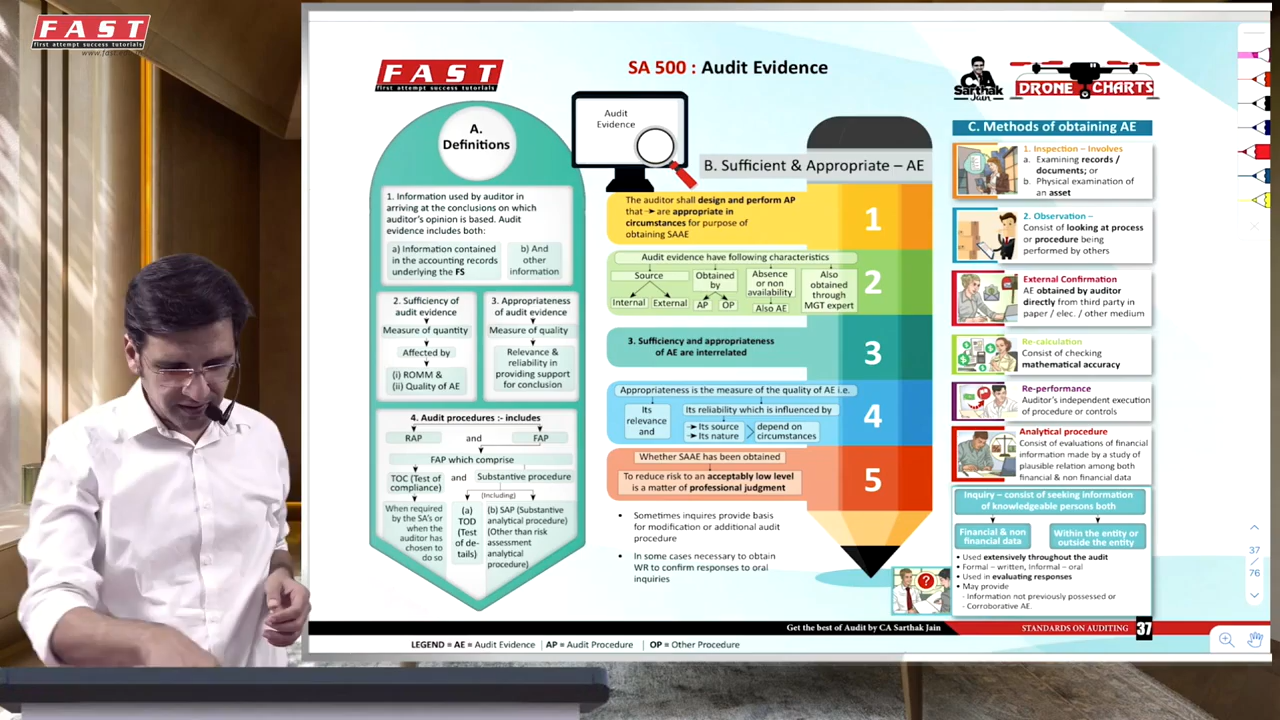 FAST
first attempt success tutorials
FAST
first attempt success tutorials
SA 500 : Audit Evidence
CA
Sarthak
Jain
DRONE CHARTS
A.
Definitions
1. Information used by auditor in
arriving at the conclusions on which
auditor's opinion is based. Audit
evidence includes both:
a) Information contained
in the accounting records
underlying the FS
b) And
other
information
2. Sufficiency of
audit evidence
Measure of quantity
Affected by
(i) ROMM &
(ii) Quality of AE
3. Appropriateness
of audit evidence
Measure of quality
Relevance &
reliability in
providing support
for conclusion
4. Audit procedures :- includes
RAP and FAP
FAP which comprise
TOC (Test of
compliance)
and Substantive procedure
(Including)
When required
by the SA's or
when the
auditor has
chosen to
do so
(a)
TOD
(Test
of de-
tails)
(b) SAP (Substantive
analytical procedure)
(Other than risk
assessment
analytical
procedure)
Audit
Evidence
B. Sufficient & Appropriate – AE
The auditor shall design and perform AP
that → are appropriate in
circumstances for purpose of
obtaining SAAE
1
Audit evidence have following characteristics
Source
Internal External
Obtained
by
AP OP
Absence
or non
availability
Also AE
Also
obtained
through
MGT expert
2
3. Sufficiency and appropriateness
of AE are interrelated
3
Appropriateness is the measure of the quality of AE i.e.
Its
relevance
and
Its reliability which is influenced by
→ Its source
→ Its nature
depend on
circumstances
4
Whether SAAE has been obtained
To reduce risk to an acceptably low level
is a matter of professional judgment
5
• Sometimes inquires provide basis
for modification or additional audit
procedure
• In some cases necessary to obtain
WR to confirm responses to oral
inquiries
C. Methods of obtaining AE
1. Inspection – Involves
a. Examining records /
documents; or
b. Physical examination of
an asset
2. Observation –
Consist of looking at process
or procedure being
performed by others
External Confirmation
AE obtained by auditor
directly from third party in
paper / elec. / other medium
Re-calculation
Consist of checking
mathematical accuracy
Re-performance
Auditor's independent execution
of procedure or controls
Analytical procedure
Consist of evaluations of financial
information made by a study of
plausible relation among both
financial & non financial data
Inquiry – consist of seeking information
of knowledgeable persons both
Financial & non
financial data
Within the entity or
outside the entity
• Used extensively throughout the audit
• Formal – written, Informal – oral
• Used in evaluating responses
• May provide
- Information not previously possessed or
- Corroborative AE.
?
37
/
76
Get the best of Audit by CA Sarthak Jain
STANDARDS ON AUDITING 37
LEGEND = AE = Audit Evidence | AP = Audit Procedure | OP = Other Procedure